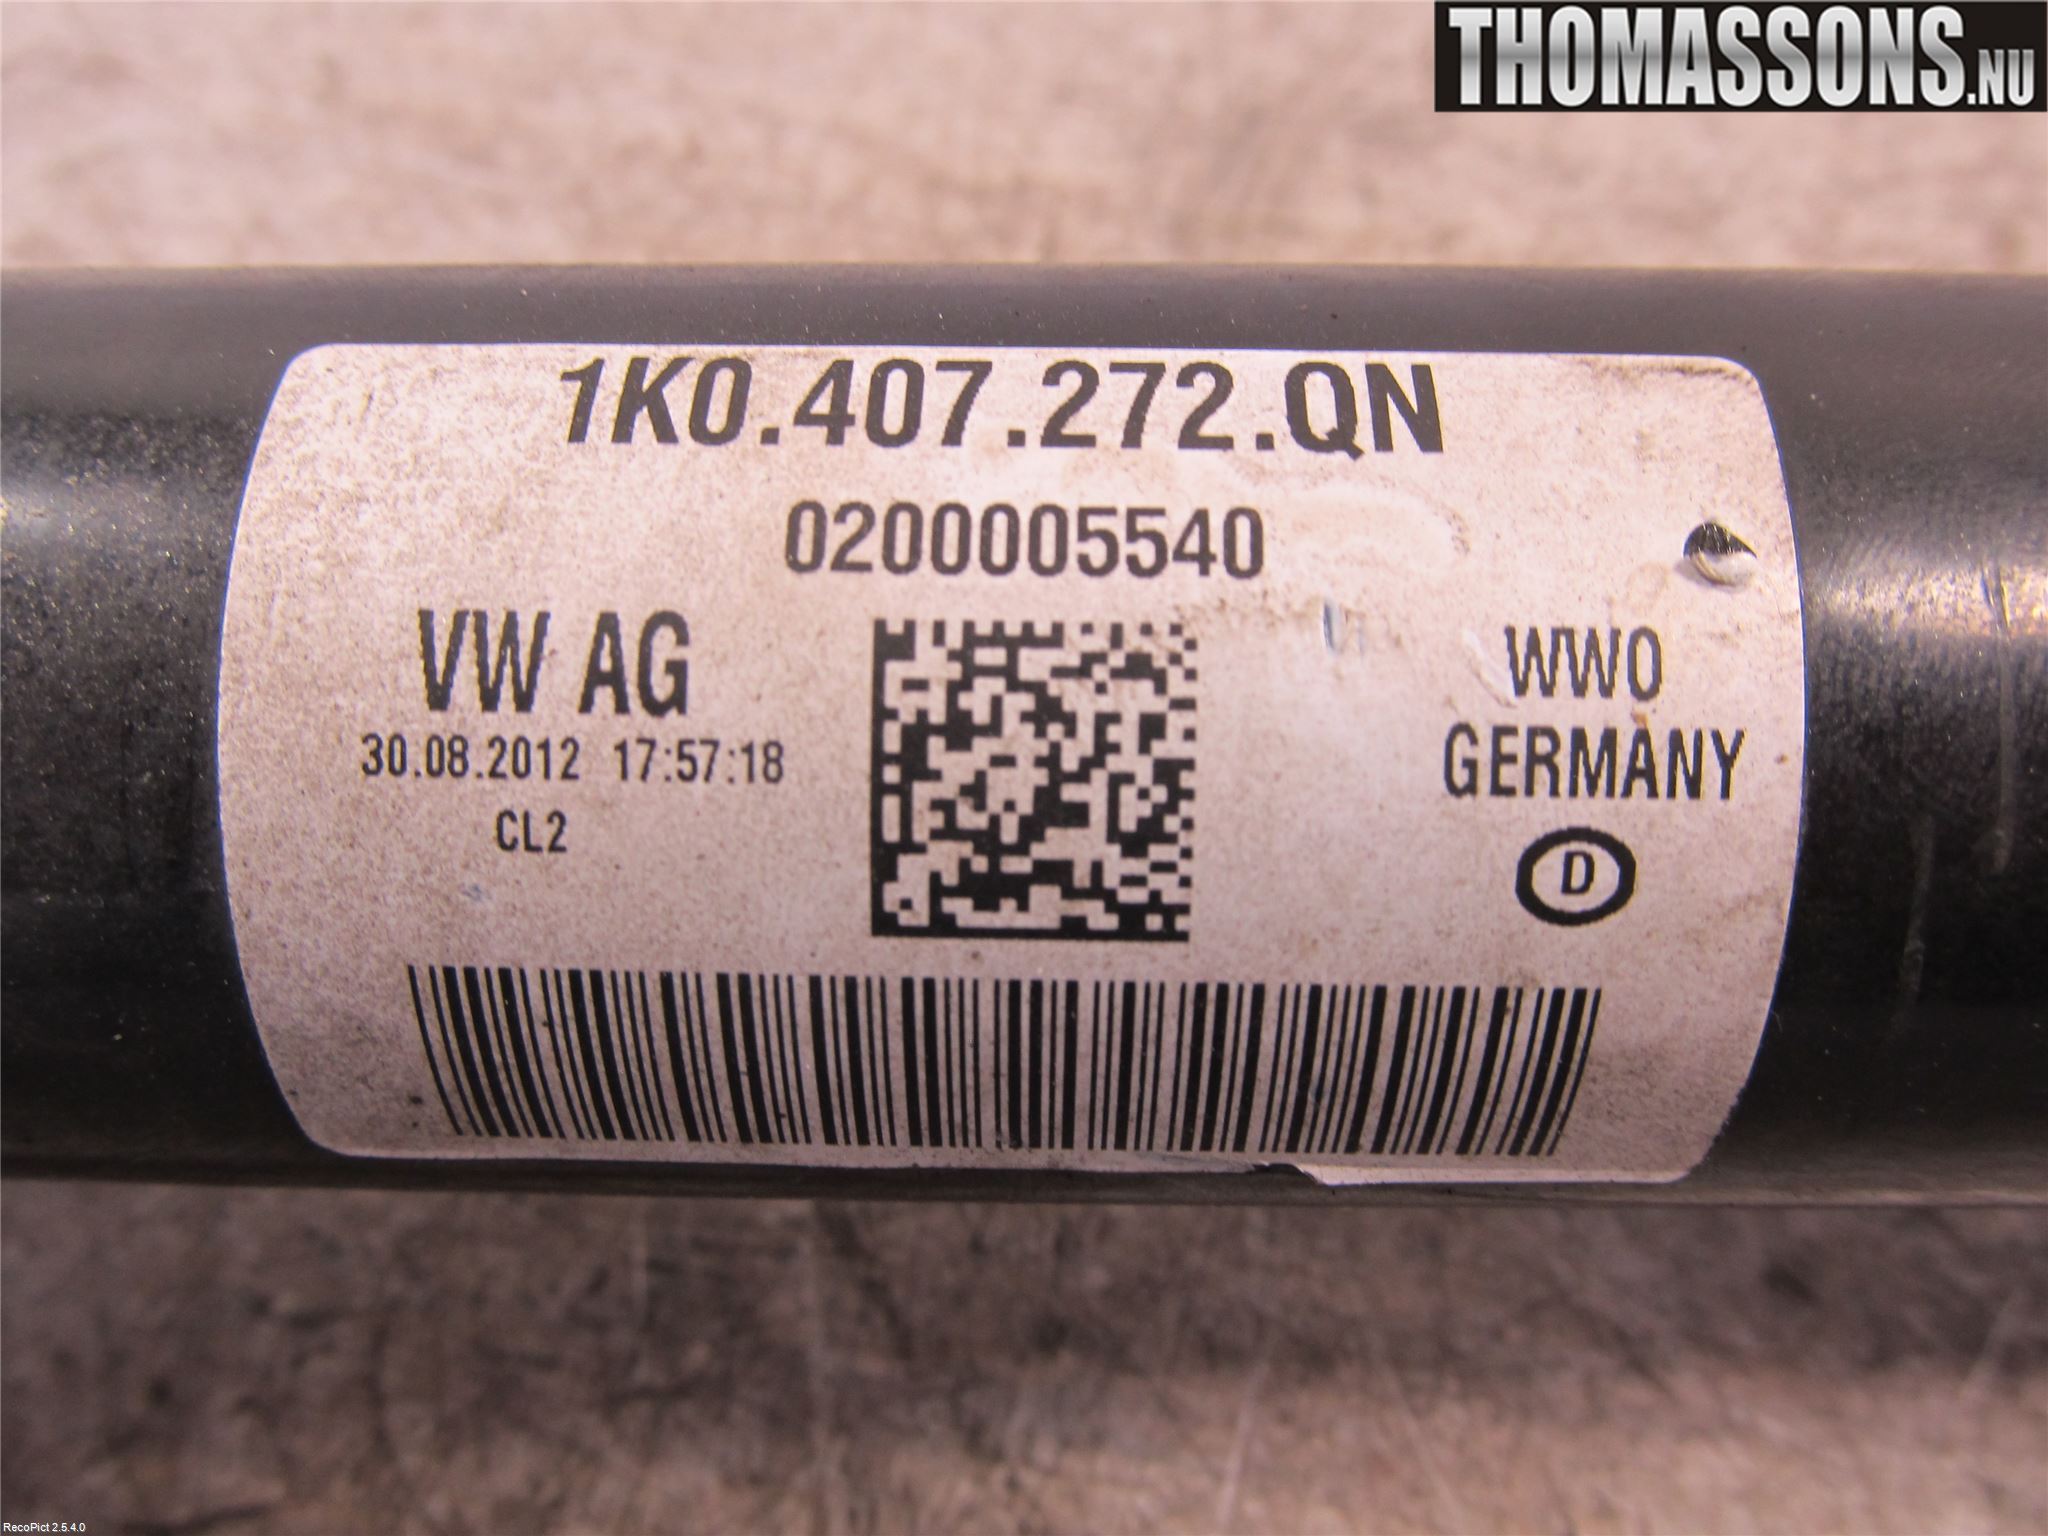 THOMASSONS.NU
1K0.407.272.QN
0200005540
VW AG
30.08.2012 17:57:18
CL2
WWO
GERMANY
D
RecoPict 2.5.4.0